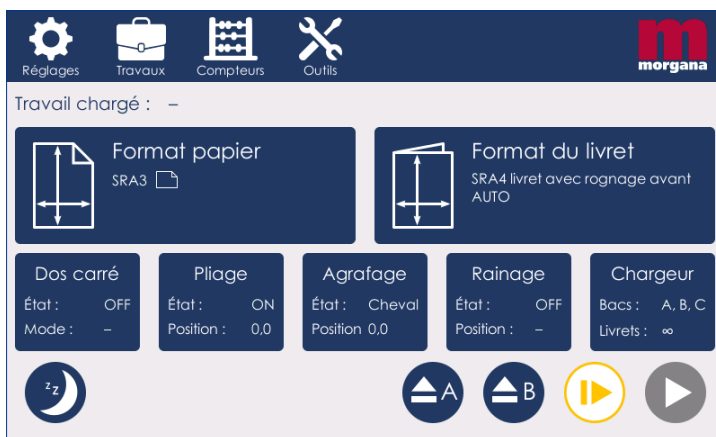 Réglages Travaux Compteurs Outils
morgana
Travail chargé : –
Format papier
SRA3
Format du livret
SRA4 livret avec rognage avant
AUTO
Dos carré
État : OFF
Mode : –
Pliage
État : ON
Position : 0,0
Agrafage
État : Cheval
Position 0,0
Rainage
État : OFF
Position : –
Chargeur
Bacs : A, B, C
Livrets : ∞
zz
A
B